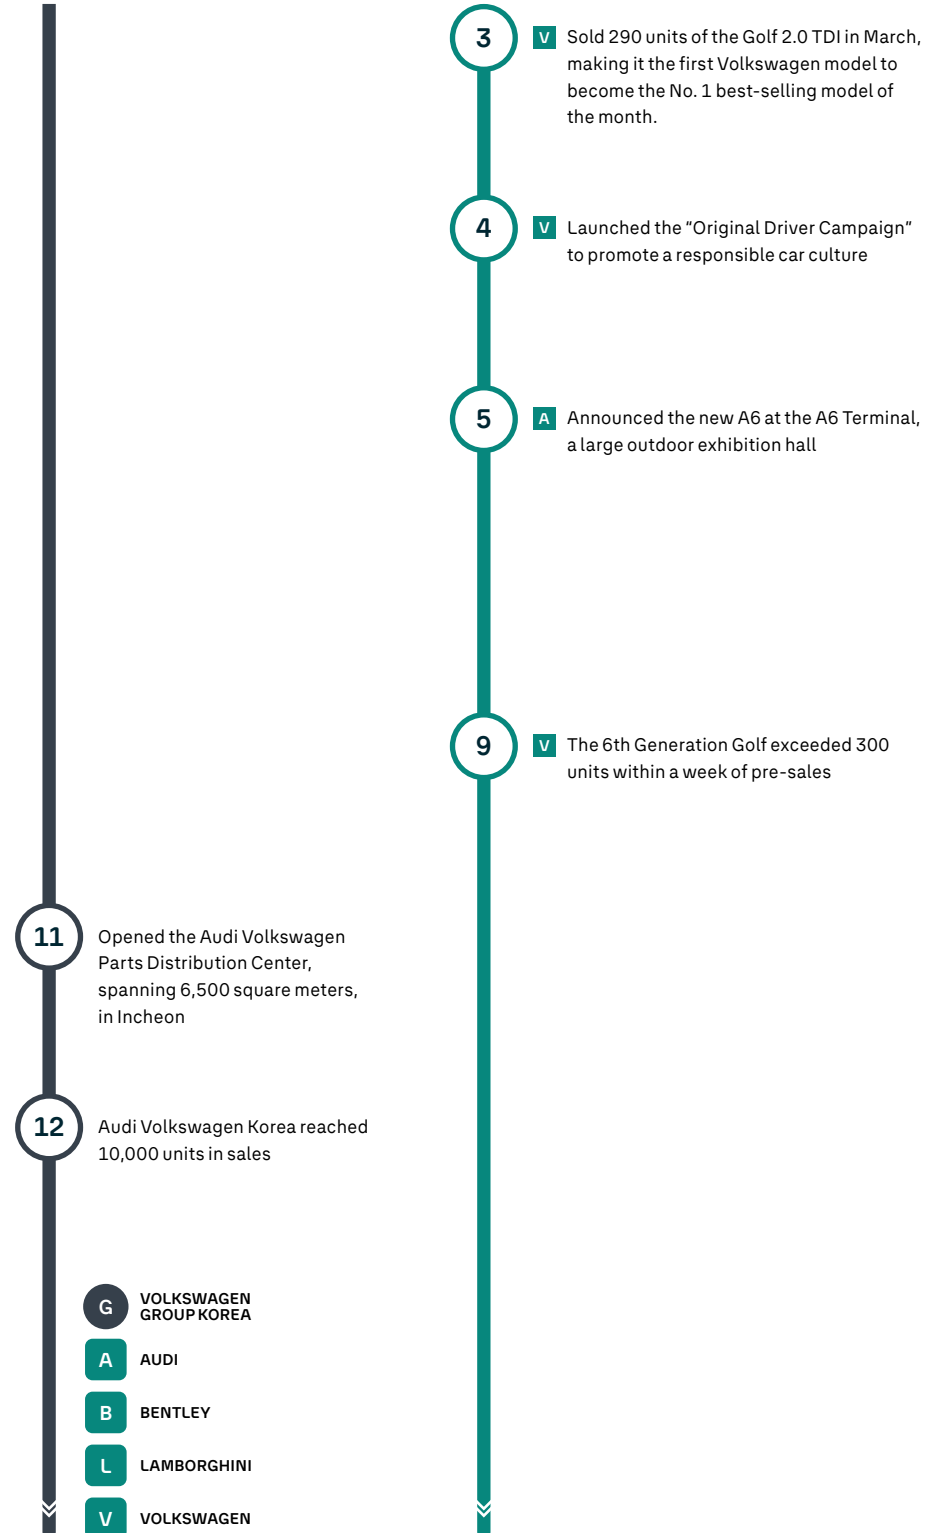 3
V
Sold 290 units of the Golf 2.0 TDI in March,
making it the first Volkswagen model to
become the No. 1 best-selling model of
the month.
4
V
Launched the “Original Driver Campaign”
to promote a responsible car culture
5
A
Announced the new A6 at the A6 Terminal,
a large outdoor exhibition hall
9
V
The 6th Generation Golf exceeded 300
units within a week of pre-sales
11
Opened the Audi Volkswagen
Parts Distribution Center,
spanning 6,500 square meters,
in Incheon
12
Audi Volkswagen Korea reached
10,000 units in sales
G
VOLKSWAGEN
GROUP KOREA
A
AUDI
B
BENTLEY
L
LAMBORGHINI
V
VOLKSWAGEN